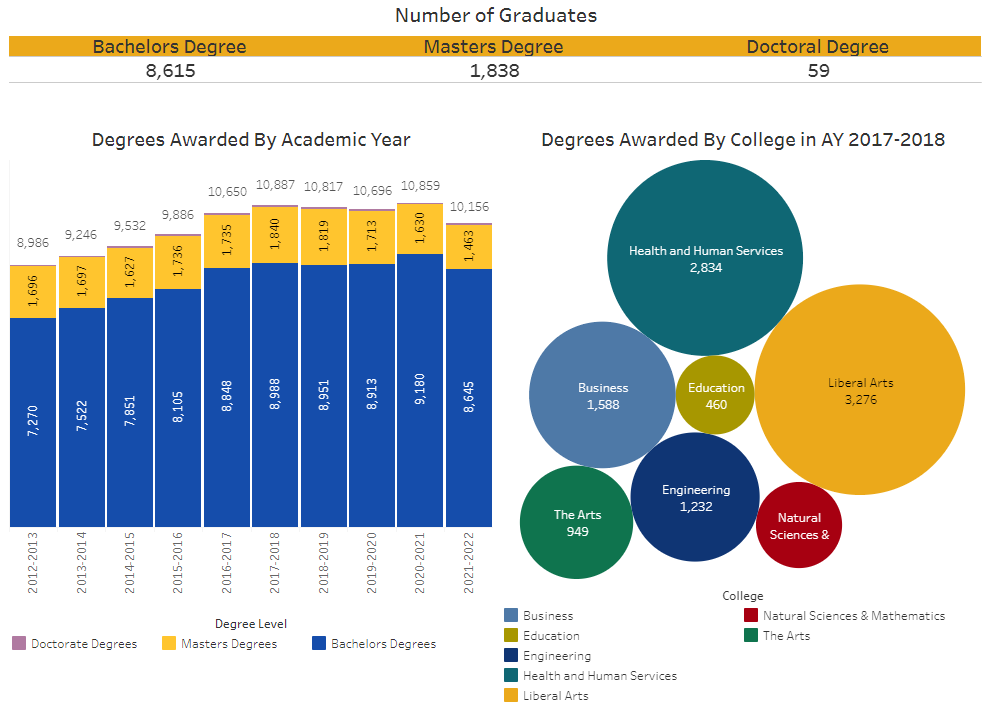 Number of Graduates
Bachelors Degree Masters Degree Doctoral Degree
8,615 1,838 59
Degrees Awarded By Academic Year
8,986 9,246 9,532 9,886 10,650 10,887 10,817 10,696 10,859 10,156
1,696 1,697 1,627 1,736 1,735 1,840 1,819 1,713 1,630 1,463
7,270 7,522 7,851 8,105 8,848 8,988 8,951 8,913 9,180 8,645
2012-2013 2013-2014 2014-2015 2015-2016 2016-2017 2017-2018 2018-2019 2019-2020 2020-2021 2021-2022
Degree Level
Doctorate Degrees Masters Degrees Bachelors Degrees
Degrees Awarded By College in AY 2017-2018
Health and Human Services
2,834
Business
1,588
Education
460
Liberal Arts
3,276
Engineering
1,232
The Arts
949
Natural
Sciences &
College
Business
Education
Engineering
Health and Human Services
Liberal Arts
Natural Sciences & Mathematics
The Arts